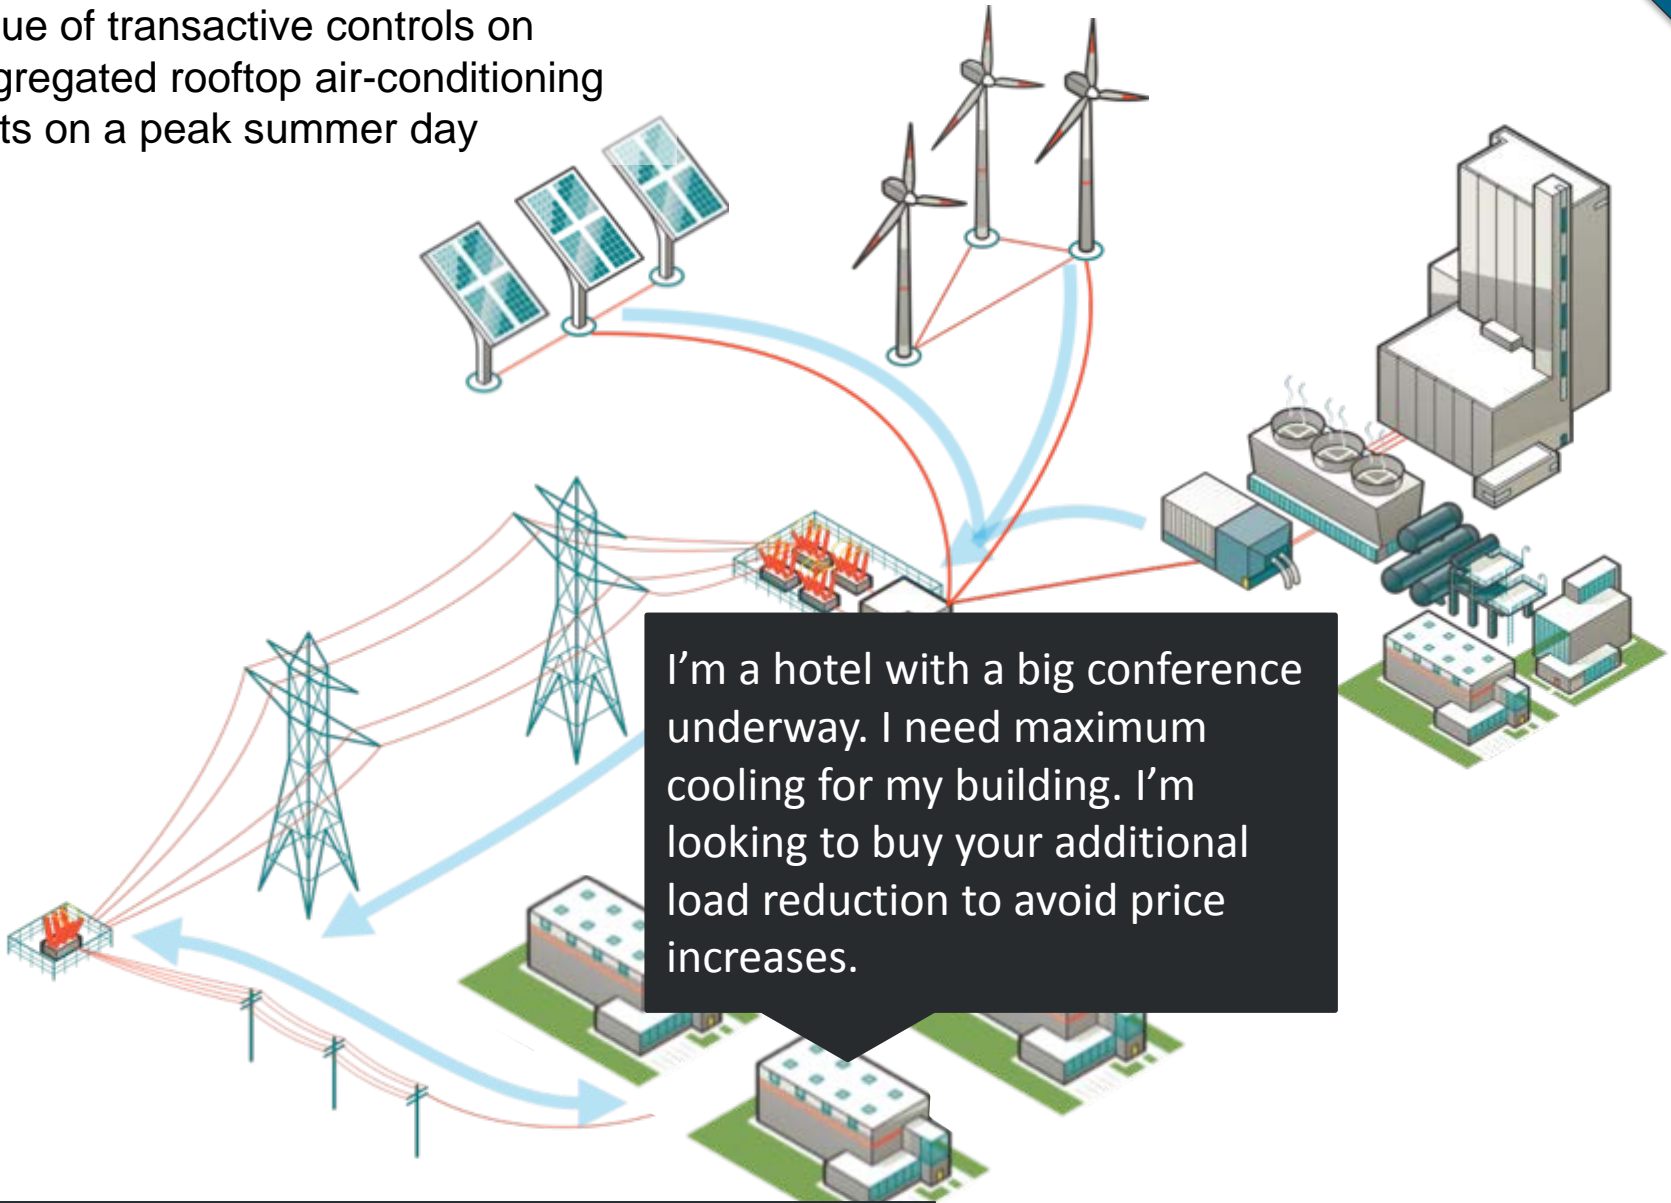 ue of transactive controls on
gregated rooftop air-conditioning
ts on a peak summer day
I’m a hotel with a big conference
underway. I need maximum
cooling for my building. I’m
looking to buy your additional
load reduction to avoid price
increases.